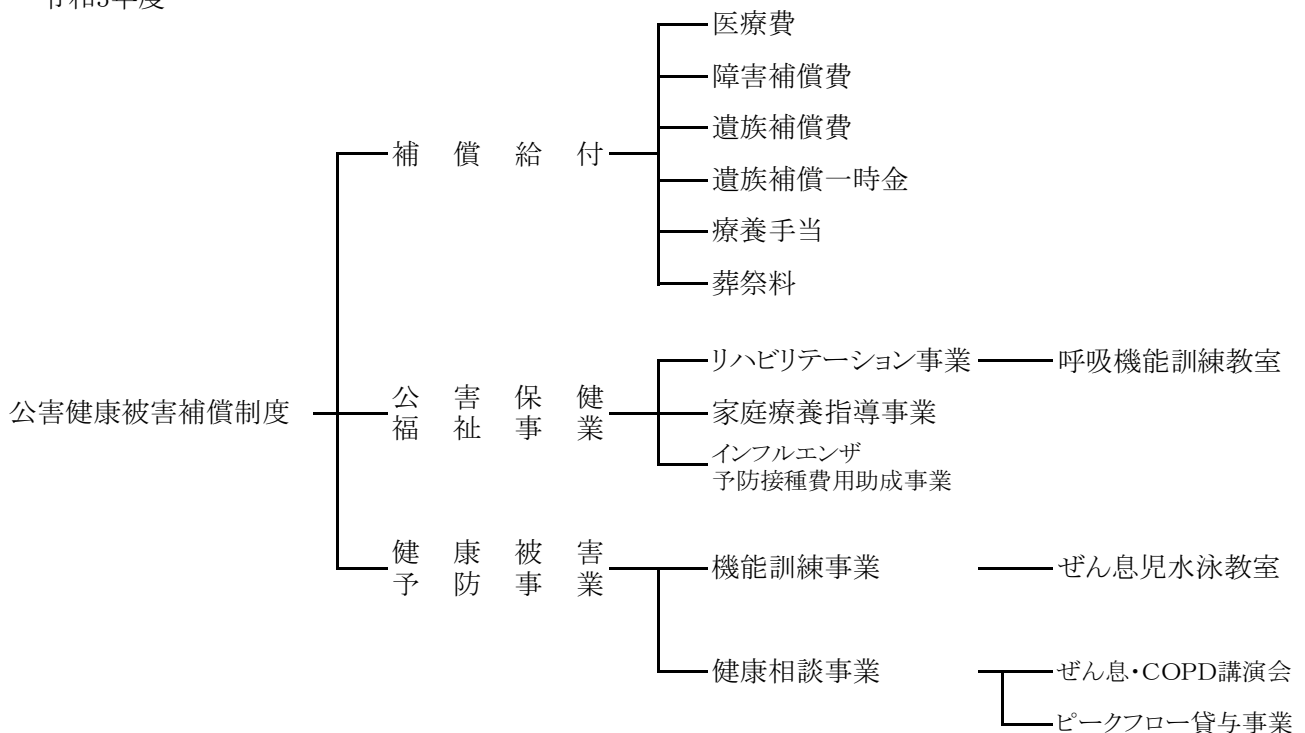 令和5年度
医療費
障害補償費
補償給付
遺族補償費
遺族補償一時金
療養手当
葬祭料
公害健康被害補償制度
公害保健
福祉事業
リハビリテーション事業
呼吸機能訓練教室
家庭療養指導事業
インフルエンザ
予防接種費用助成事業
健康被害
予防事業
機能訓練事業
ぜん息児水泳教室
健康相談事業
ぜん息・COPD講演会
ピークフロー貸与事業